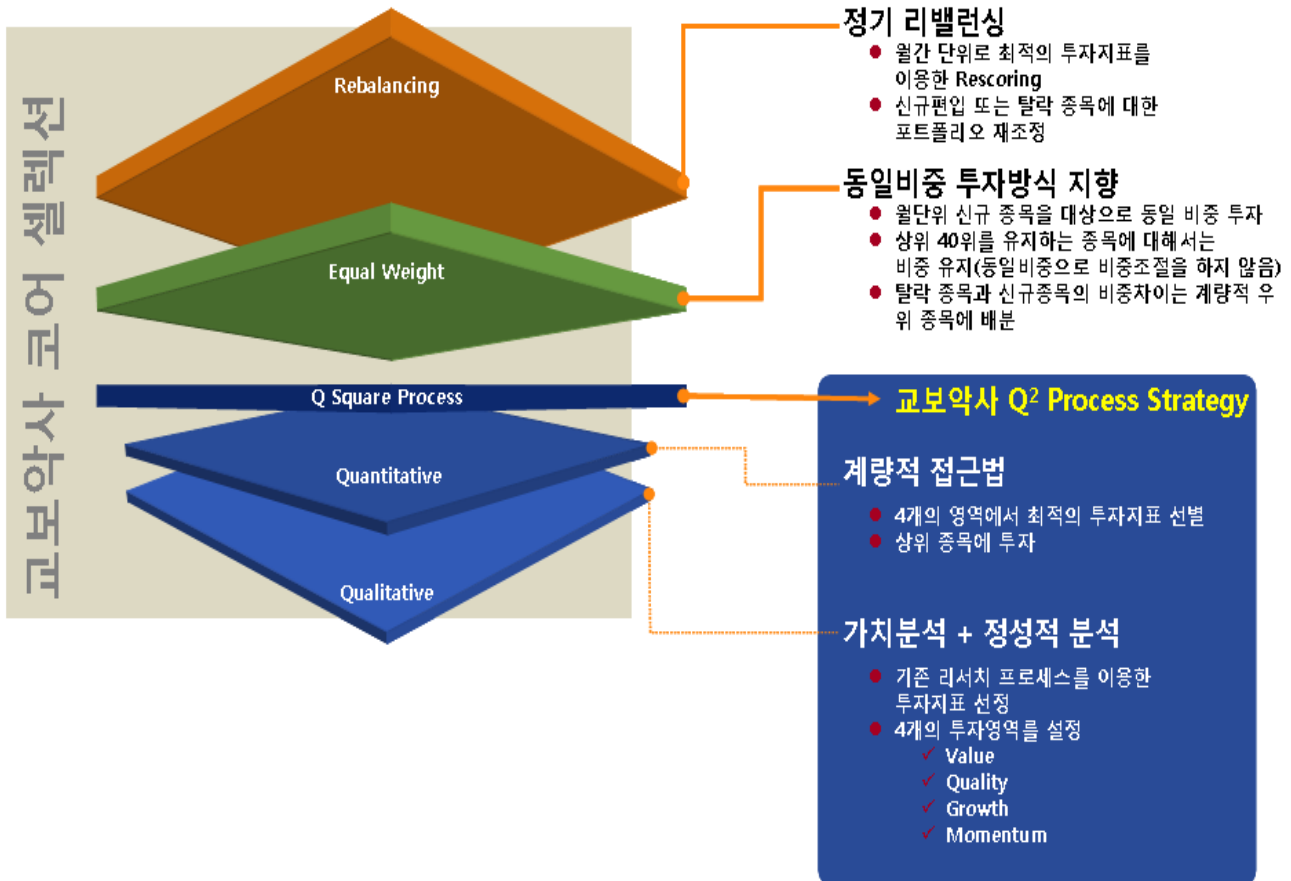 교보악사 코어 셀렉션
Rebalancing
Equal Weight
Q Square Process
Quantitative
Qualitative
정기 리밸런싱
월간 단위로 최적의 투자지표를
이용한 Rescoring
신규편입 또는 탈락 종목에 대한
포트폴리오 재조정
동일비중 투자방식 지향
월단위 신규 종목을 대상으로 동일 비중 투자
상위 40위를 유지하는 종목에 대해서는
비중 유지(동일비중으로 비중조절을 하지 않음)
탈락 종목과 신규종목의 비중차이는 계량적 우
위 종목에 배분
교보악사 Q² Process Strategy
계량적 접근법
4개의 영역에서 최적의 투자지표 선별
상위 종목에 투자
가치분석 + 정성적 분석
기존 리서치 프로세스를 이용한
투자지표 선정
4개의 투자영역를 설정
✓ Value
✓ Quality
✓ Growth
✓ Momentum